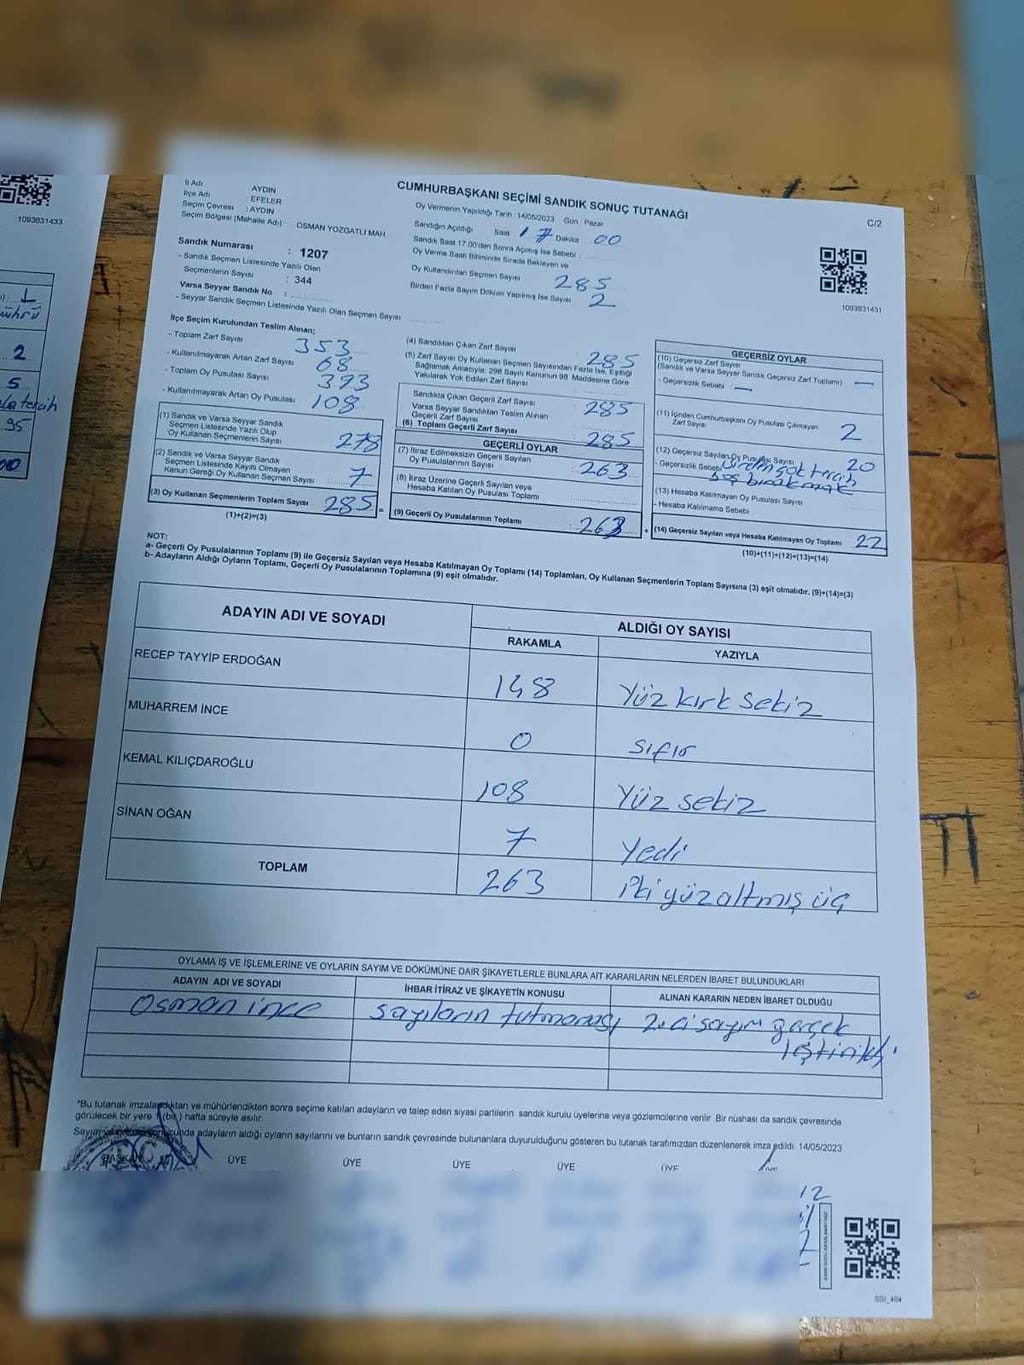 1093831433
L
mührü
2
5
95
İl Adı : AYDIN
İlçe Adı : EFELER
Seçim Çevresi : AYDIN
Seçim Bölgesi (Mahalle Adı) : OSMAN YOZGATLI MAH.
Sandık Numarası : 1207
- Sandık Seçmen Listesinde Yazılı Olan
Seçmenlerin Sayısı : 344
Varsa Seyyar Sandık No :
- Seyyar Sandık Seçmen Listesinde Yazılı Olan Seçmen Sayısı
CUMHURBAŞKANI SEÇİMİ SANDIK SONUÇ TUTANAĞI
C/2
Oy Vermenin Yapıldığı Tarih : 14/05/2023 Gün : Pazar
Sandığın Açıldığı Saat 17 Dakika 00
Sandık Saat 17.00'den Sonra Açılmış İse Sebebi :
Oy Verme Saati Bitiminde Sırada Bekleyen ve
Oy Kullandırılan Seçmen Sayısı 285
Birden Fazla Sayım Döküm Yapılmış İse Sayısı 2
1093831431
İlçe Seçim Kurulundan Teslim Alınan;
- Toplam Zarf Sayısı 353
- Kullanılmayarak Artan Zarf Sayısı 68
- Toplam Oy Pusulası Sayısı 393
- Kullanılmayarak Artan Oy Pusulası 108
(1) Sandık ve Varsa Seyyar Sandık
Seçmen Listesinde Yazılı Olup
Oy Kullanan Seçmenlerin Sayısı 278
(2) Sandık ve Varsa Seyyar Sandık
Seçmen Listesinde Kayıtlı Olmayan
Kanun Gereği Oy Kullanan Seçmen Sayısı 7
(3) Oy Kullanan Seçmenlerin Toplam Sayısı 285 =
(1)+(2)=(3)
(4) Sandıktan Çıkan Zarf Sayısı 285
(5) Zarf Sayısı Oy Kullanan Seçmen Sayısından Fazla İse, Eşitliği
Sağlamak Amacıyla, 298 Sayılı Kanunun 98. Maddesine Göre
Yakılarak Yok Edilen Zarf Sayısı
Sandıkta Çıkan Geçerli Zarf Sayısı 285
Varsa Seyyar Sandıktan Teslim Alınan
Geçerli Zarf Sayısı
(6) Toplam Geçerli Zarf Sayısı 285
GEÇERLİ OYLAR
(7) İtiraz Edilmeksizin Geçerli Sayılan
Oy Pusulalarının Sayısı 263
(8) İtiraz Üzerine Geçerli Sayılan veya
Hesaba Katılan Oy Pusulası Toplamı
(9) Geçerli Oy Pusulalarının Toplamı : 263 +
GEÇERSİZ OYLAR
(10) Geçersiz Zarf Sayısı
(Sandık ve Varsa Seyyar Sandık Geçersiz Zarf Toplamı) —
- Geçersizlik Sebebi : —
(11) İçinden Cumhurbaşkanı Oy Pusulası Çıkmayan
Zarf Sayısı 2
(12) Geçersiz Sayılan Oy Pusulası Sayısı 20
- Geçersizlik Sebebi Birden çok tercih
boş bırakmak
(13) Hesaba Katılmayan Oy Pusulası Sayısı
- Hesaba Katılmama Sebebi
(14) Geçersiz Sayılan veya Hesaba Katılmayan Oy Toplamı 22
(10)+(11)+(12)+(13)=(14)
NOT:
a- Geçerli Oy Pusulalarının Toplamı (9) ile Geçersiz Sayılan veya Hesaba Katılmayan Oy Toplamı (14) Toplamları, Oy Kullanan Seçmenlerin Toplam Sayısına (3) eşit olmalıdır. (9)+(14)=(3)
b- Adayların Aldığı Oyların Toplamı, Geçerli Oy Pusulalarının Toplamına (9) eşit olmalıdır.
ADAYIN ADI VE SOYADI
ALDIĞI OY SAYISI
RAKAMLA YAZIYLA
RECEP TAYYİP ERDOĞAN 148 Yüz kırk sekiz
MUHARREM İNCE 0 sıfır
KEMAL KILIÇDAROĞLU 108 Yüz sekiz
SİNAN OĞAN 7 Yedi
TOPLAM 263 İki yüz altmış üç
OYLAMA İŞ VE İŞLEMLERİNE VE OYLARIN SAYIM VE DÖKÜMÜNE DAİR ŞİKAYETLERLE BUNLARA AİT KARARLARIN NELERDEN İBARET BULUNDUKLARI
ADAYIN ADI VE SOYADI İHBAR İTİRAZ VE ŞİKAYETİN KONUSU ALINAN KARARIN NEDEN İBARET OLDUĞU
Osman ince sayıların tutmaması 2. ci sayım gerçek
leştirildi.
*Bu tutanak imzalandıktan ve mühürlendikten sonra seçime katılan adayların ve talep eden siyasi partilerin sandık kurulu üyelerine veya gözlemcilerine verilir. Bir nüshası da sandık çevresinde
görülecek bir yere 1 (bir) hafta süreyle asılır.
Sayım sonucunda adayların aldığı oyların sayılarını ve bunların sandık çevresinde bulunanlara duyurulduğunu gösteren bu tutanak tarafımızdan düzenlenerek imza edildi. 14/05/2023
BAŞKAN ÜYE ÜYE ÜYE ÜYE ÜYE
12